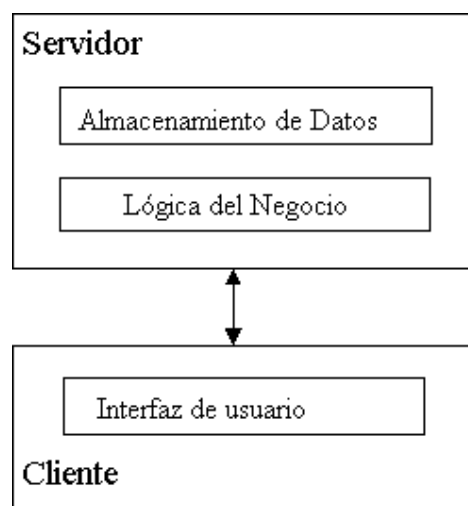 Servidor
Almacenamiento de Datos
Lógica del Negocio
Interfaz de usuario
Cliente